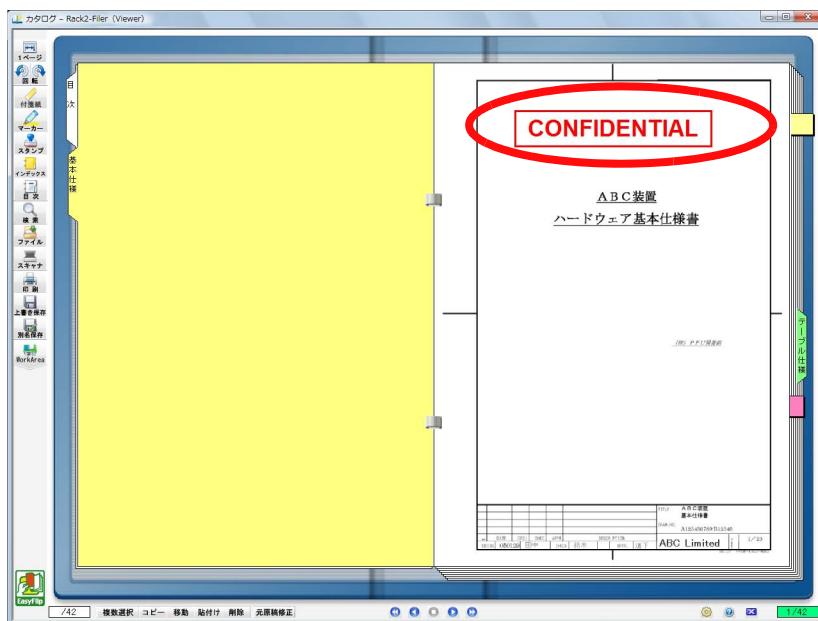 カタログ - Rack2-Filer (Viewer)
1ページ
回転
付箋紙
マーカー
スタンプ
インデックス
目次
検索
ファイル
スキャナ
印刷
上書き保存
別名保存
WorkArea
EasyFlip
目次
基本仕様
CONFIDENTIAL
ABC装置
ハードウェア基本仕様書
TITLE ABC装置
基本仕様書
ABC Limited
1/29
テーブル仕様
/42 複数選択 コピー 移動 貼付け 削除 元原稿修正
1/42